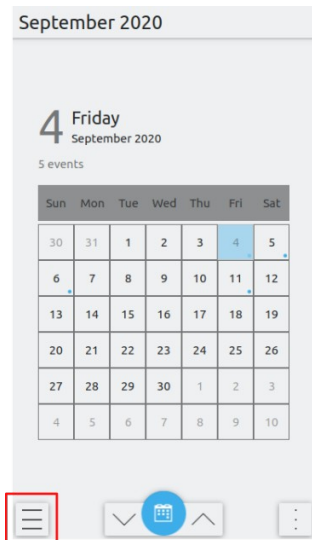 September 2020
4 Friday
September 2020
5 events
Sun Mon Tue Wed Thu Fri Sat
30 31 1 2 3 4 5
6 7 8 9 10 11 12
13 14 15 16 17 18 19
20 21 22 23 24 25 26
27 28 29 30 1 2 3
4 5 6 7 8 9 10